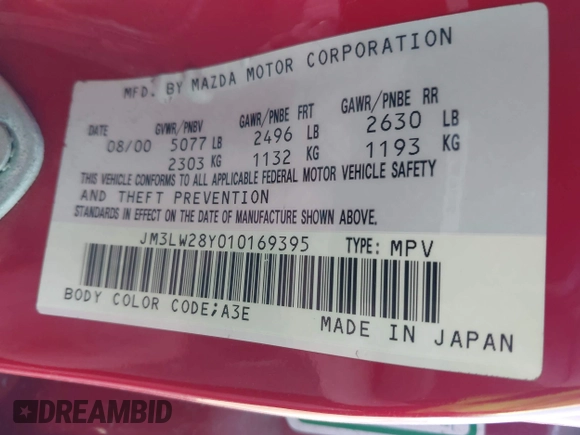 MFD. BY MAZDA MOTOR CORPORATION
DATE GVWR/PNBV GAWR/PNBE FRT GAWR/PNBE RR
08/00 5077 LB 2496 LB 2630 LB
2303 KG 1132 KG 1193 KG
THIS VEHICLE CONFORMS TO ALL APPLICABLE FEDERAL MOTOR VEHICLE SAFETY
AND THEFT PREVENTION
STANDARDS IN EFFECT ON THE DATE OF MANUFACTURE SHOWN ABOVE.
JM3LW28Y010169395 TYPE: MPV
BODY COLOR CODE;A3E
MADE IN JAPAN
DREAMBID